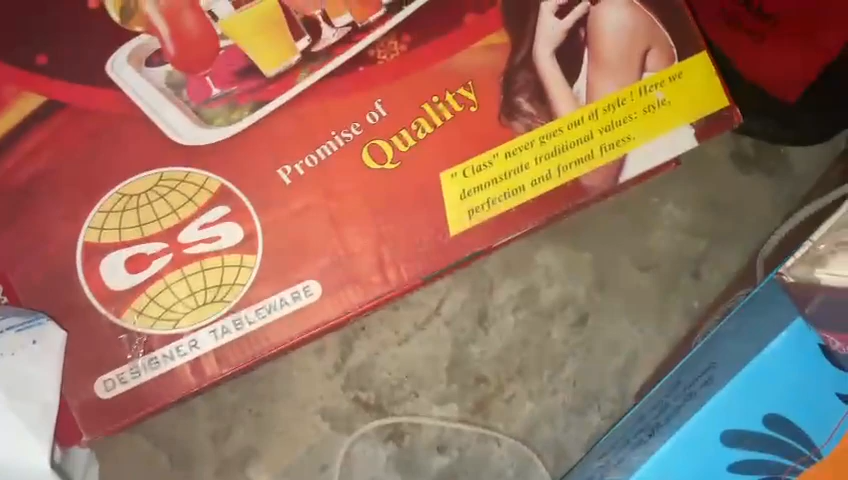 Promise of
Quality
" Class" never goes out of style ! Here we
demonstrate traditional values: style,
perfection and formal finess.
CS
DESIGNER TABLEWARE